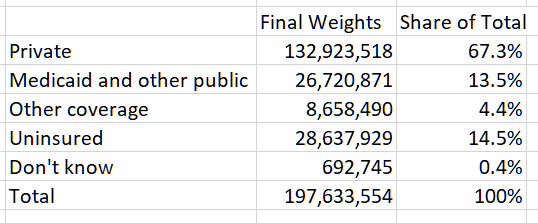 Final Weights Share of Total
Private 132,923,518 67.3%
Medicaid and other public 26,720,871 13.5%
Other coverage 8,658,490 4.4%
Uninsured 28,637,929 14.5%
Don't know 692,745 0.4%
Total 197,633,554 100%